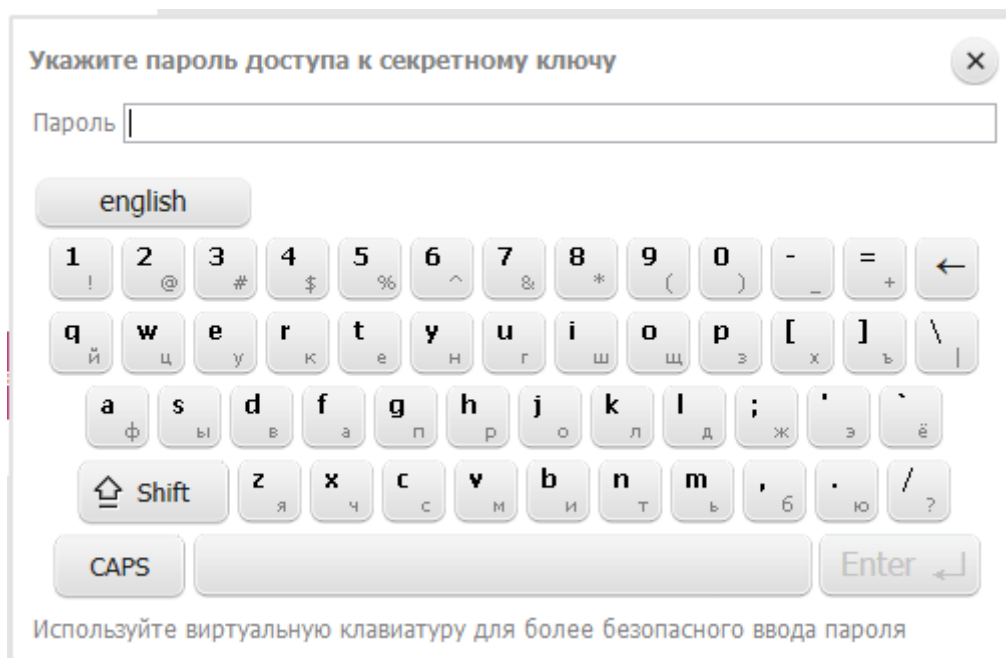 Укажите пароль доступа к секретному ключу
Пароль
english
1 ! 2 @ 3 # 4 $ 5 % 6 ^ 7 & 8 * 9 ( 0 ) - _ = + ←
q й w ц e у r к t е y н u г i ш o щ p з [ х ] ъ \ |
a ф s ы d в f а g п h р j о k л l д ; ж ' э ` ё
Shift z я x ч c с v м b и n т m ь , б . ю / ?
CAPS Enter
Используйте виртуальную клавиатуру для более безопасного ввода пароля